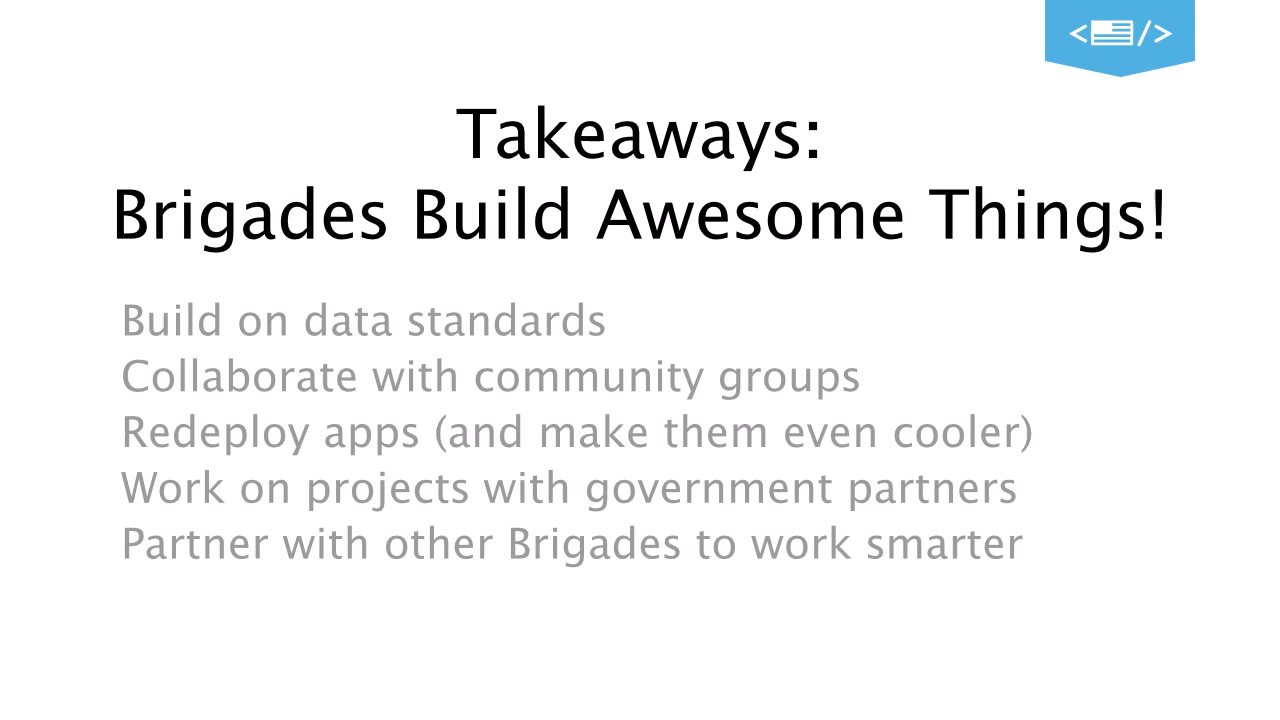 Takeaways:
Brigades Build Awesome Things!
Build on data standards
Collaborate with community groups
Redeploy apps (and make them even cooler)
Work on projects with government partners
Partner with other Brigades to work smarter